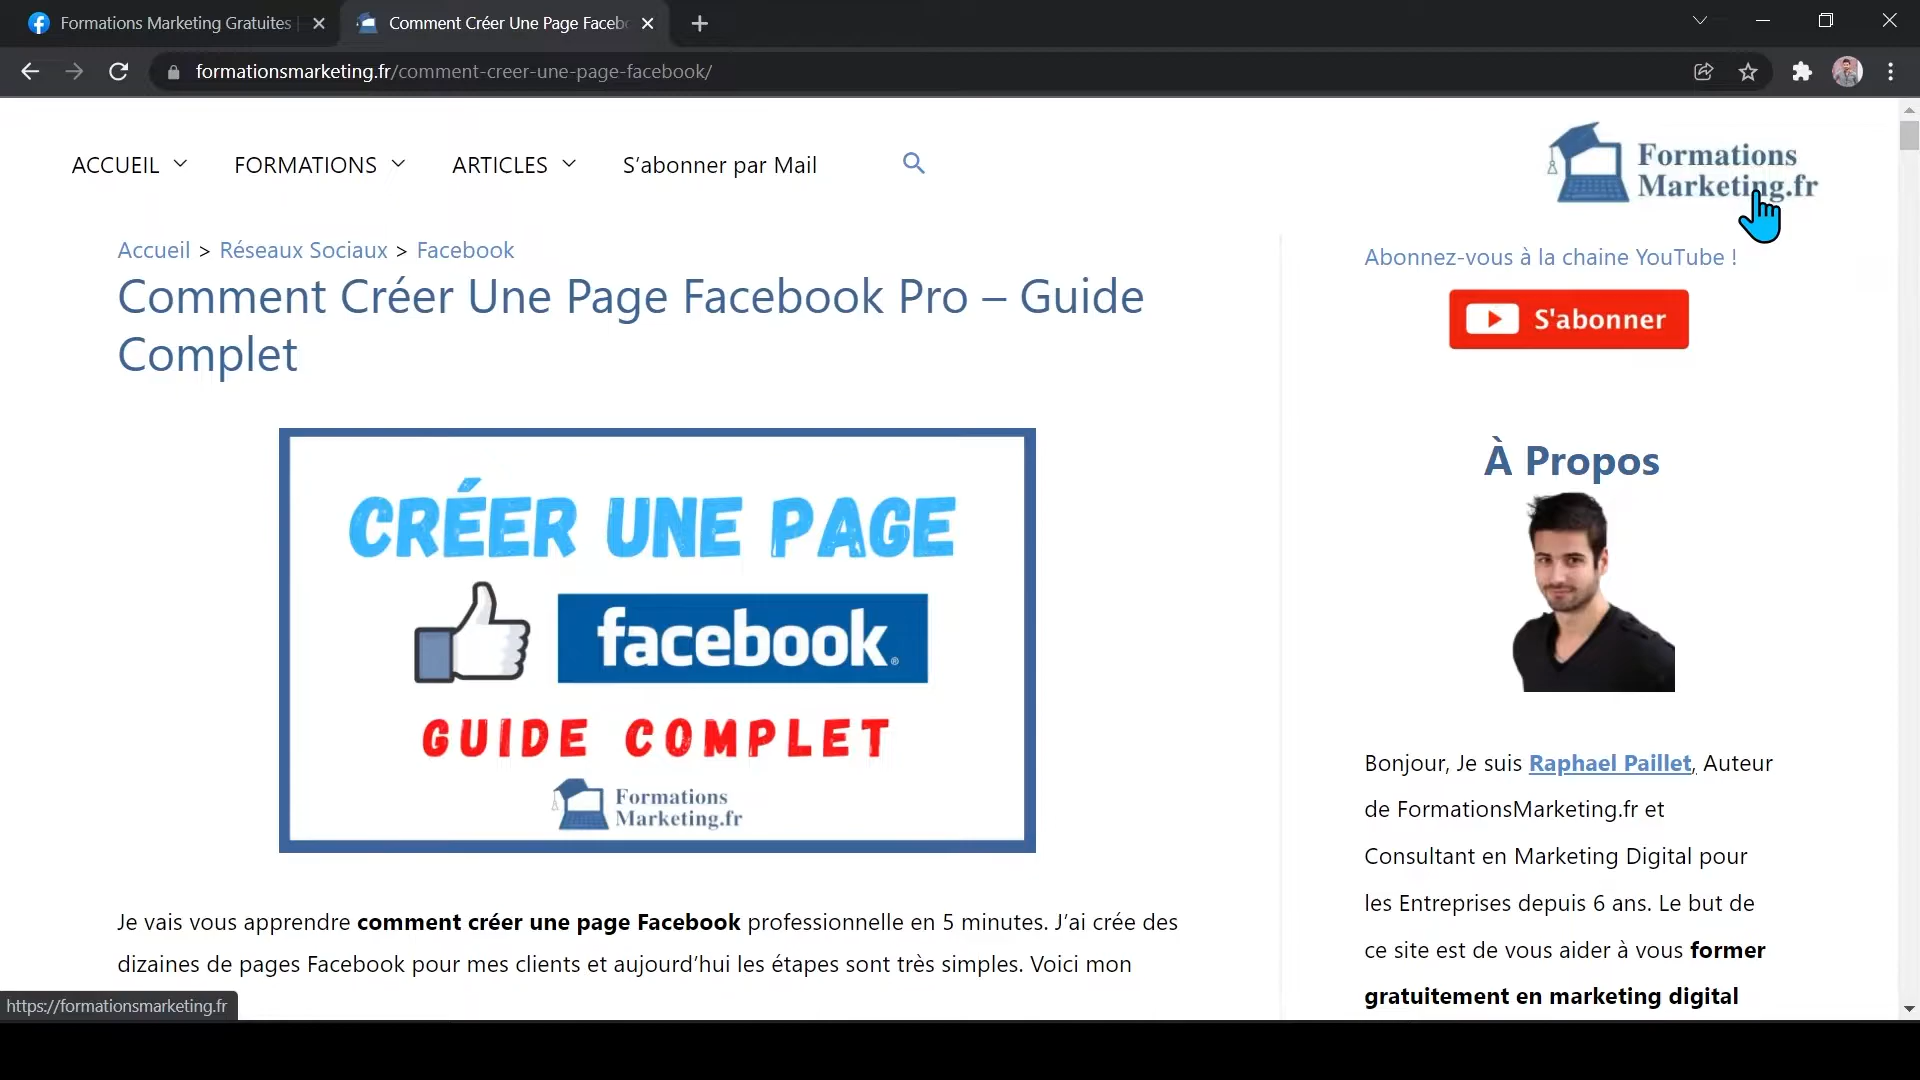 Formations Marketing Gratuites
Comment Créer Une Page Faceb
formationsmarketing.fr/comment-creer-une-page-facebook/
ACCUEIL
FORMATIONS
ARTICLES
S'abonner par Mail
Formations
Marketing.fr
Accueil > Réseaux Sociaux > Facebook
Comment Créer Une Page Facebook Pro – Guide
Complet
CRÉER UNE PAGE
facebook®
GUIDE COMPLET
Formations
Marketing.fr
Je vais vous apprendre comment créer une page Facebook professionnelle en 5 minutes. J'ai crée des
dizaines de pages Facebook pour mes clients et aujourd'hui les étapes sont très simples. Voici mon
Abonnez-vous à la chaine YouTube !
S'abonner
À Propos
Bonjour, Je suis Raphael Paillet, Auteur
de FormationsMarketing.fr et
Consultant en Marketing Digital pour
les Entreprises depuis 6 ans. Le but de
ce site est de vous aider à vous former
gratuitement en marketing digital
https://formationsmarketing.fr